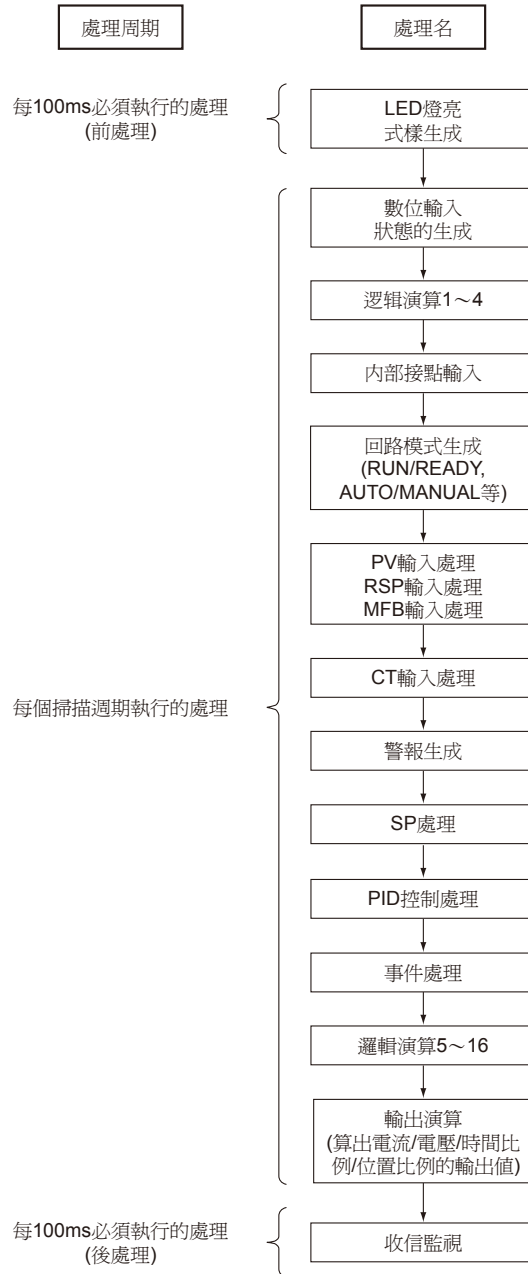 處理周期
處理名
每100ms必須執行的處理
(前處理)
LED燈亮
式樣生成
數位輸入
狀態的生成
逻辑演算1～4
内部接點輸入
回路模式生成
(RUN/READY,
AUTO/MANUAL等)
PV輸入處理
RSP輸入處理
MFB輸入處理
CT輸入處理
每個掃描週期執行的處理
警報生成
SP處理
PID控制處理
事件處理
邏輯演算5～16
輸出演算
(算出電流/電壓/時間比
例/位置比例的輸出值)
每100ms必須執行的處理
(後處理)
收信監視